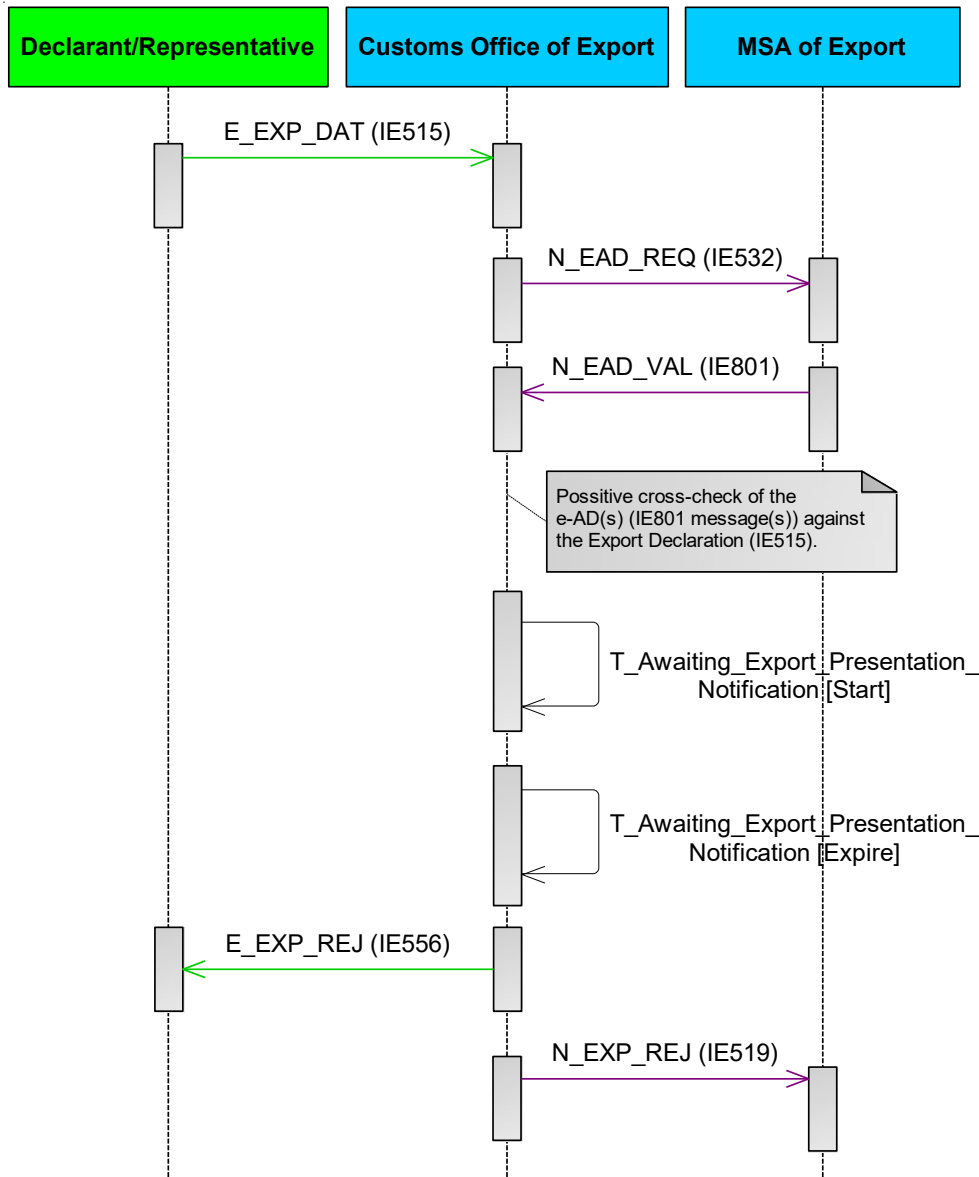 Declarant/Representative
Customs Office of Export
MSA of Export
E_EXP_DAT (IE515)
N_EAD_REQ (IE532)
N_EAD_VAL (IE801)
Possitive cross-check of the
e-AD(s) (IE801 message(s)) against
the Export Declaration (IE515).
T_Awaiting_Export_Presentation_
Notification [Start]
T_Awaiting_Export_Presentation_
Notification [Expire]
E_EXP_REJ (IE556)
N_EXP_REJ (IE519)